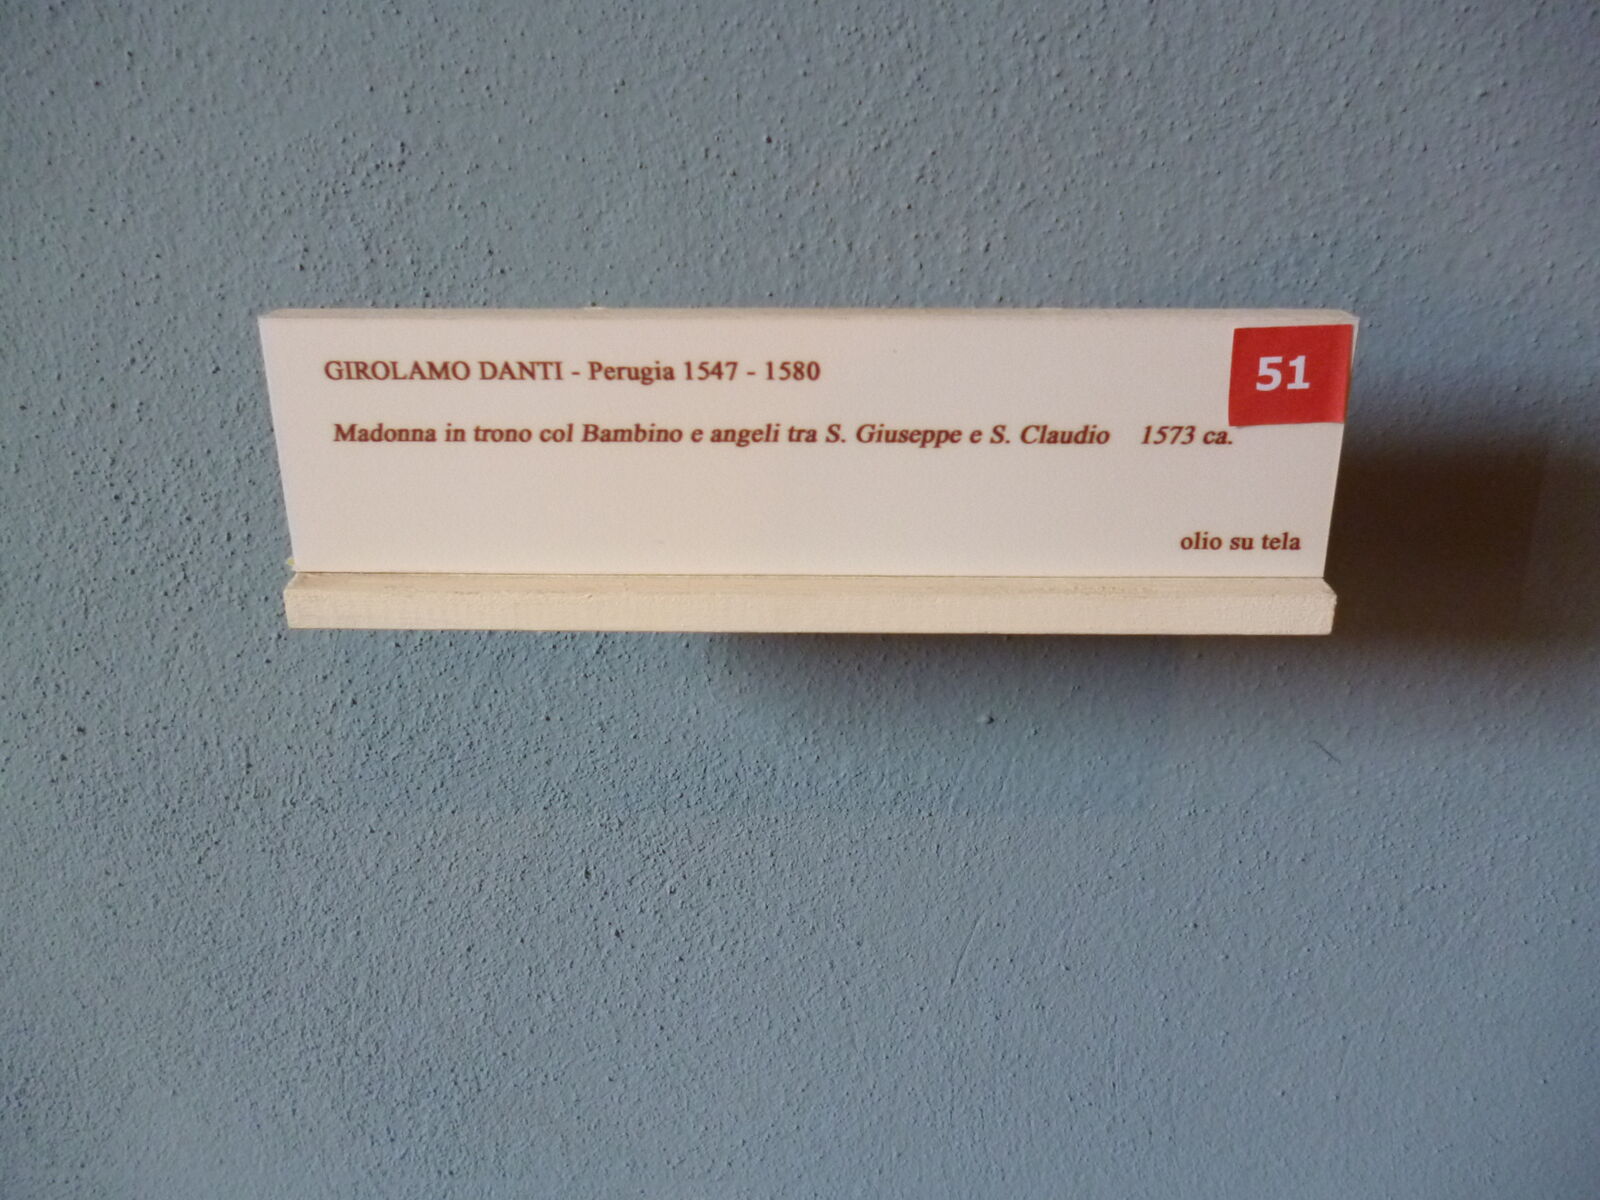 GIROLAMO DANTI - Perugia 1547 - 1580
51
Madonna in trono col Bambino e angeli tra S. Giuseppe e S. Claudio 1573 ca.
olio su tela